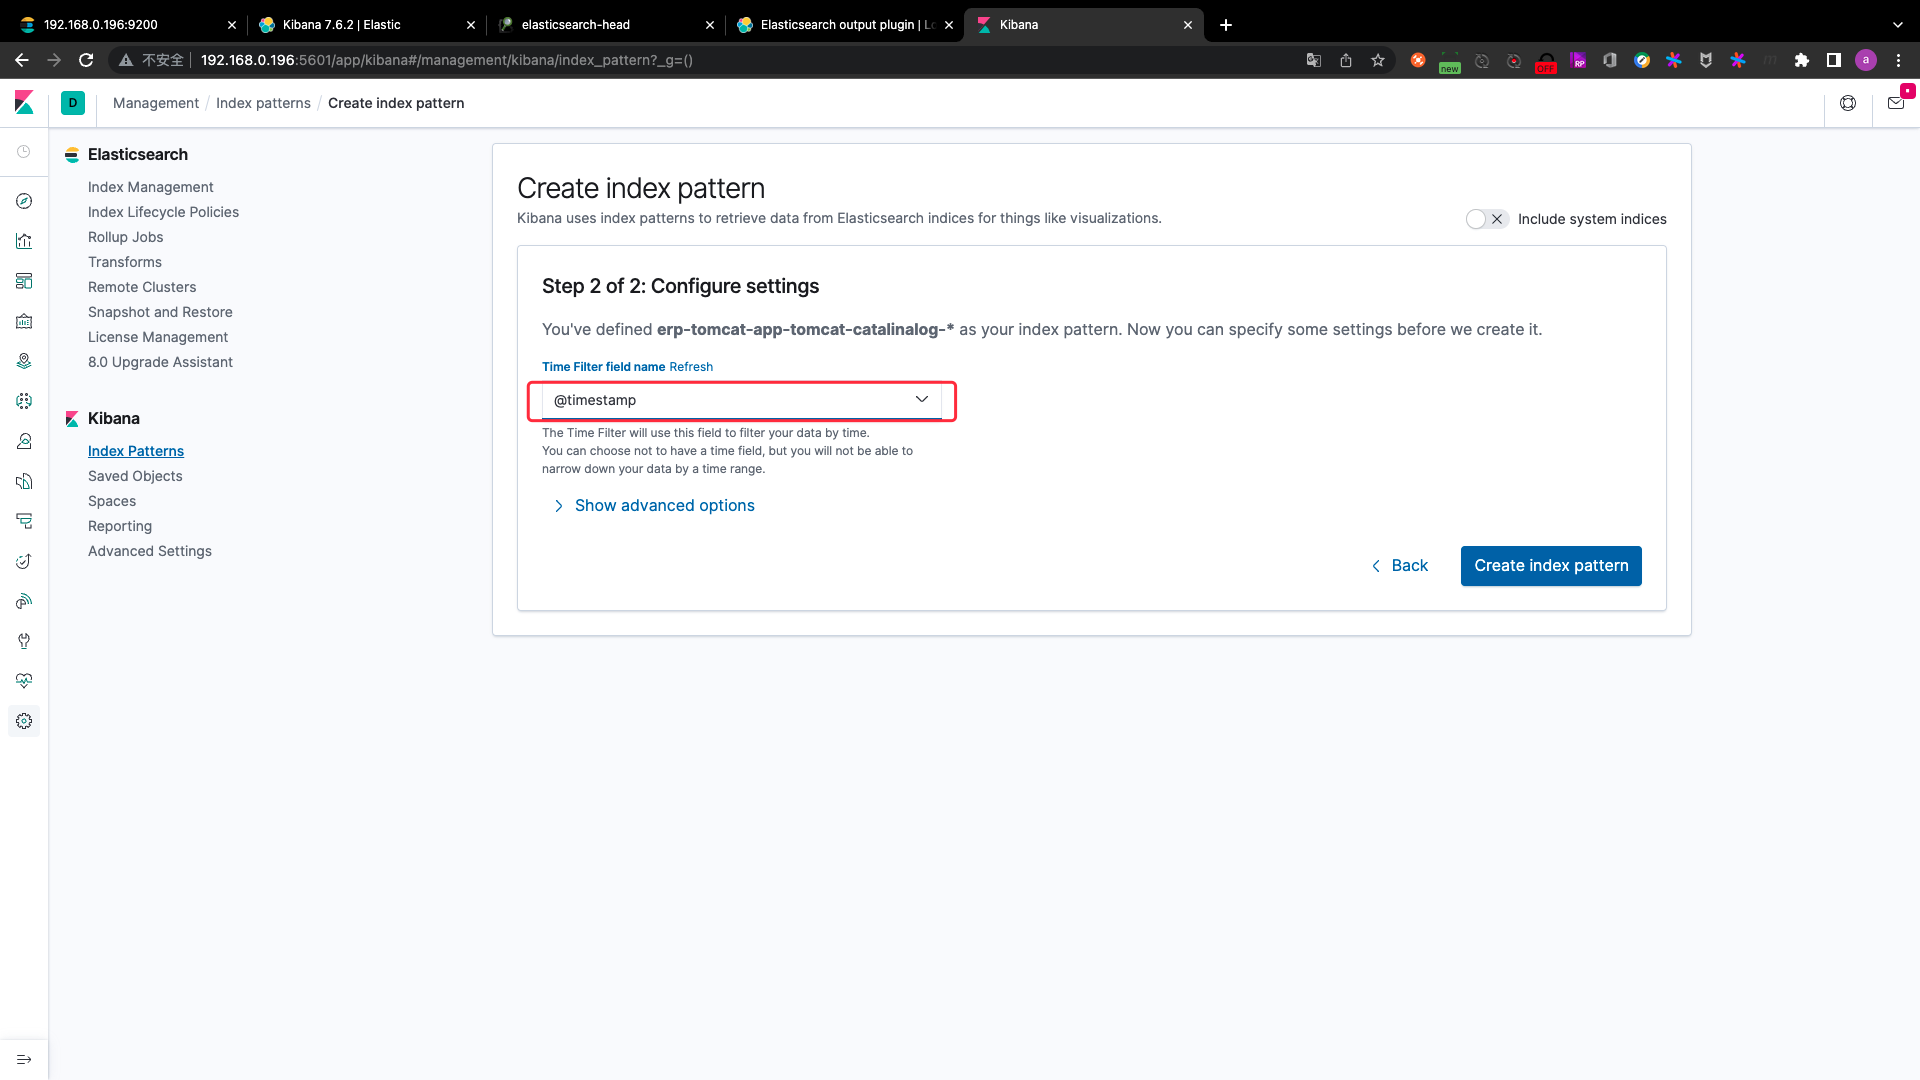 192.168.0.196:9200
Kibana 7.6.2 | Elastic
elasticsearch-head
Elasticsearch output plugin | Lo
Kibana
不安全
192.168.0.196:5601/app/kibana#/management/kibana/index_pattern?_g=()
new
OFF
RP
a
D
Management / Index patterns / Create index pattern
Elasticsearch
Index Management
Index Lifecycle Policies
Rollup Jobs
Transforms
Remote Clusters
Snapshot and Restore
License Management
8.0 Upgrade Assistant
Kibana
Index Patterns
Saved Objects
Spaces
Reporting
Advanced Settings
Create index pattern
Kibana uses index patterns to retrieve data from Elasticsearch indices for things like visualizations.
Include system indices
Step 2 of 2: Configure settings
You've defined erp-tomcat-app-tomcat-catalinalog-* as your index pattern. Now you can specify some settings before we create it.
Time Filter field name Refresh
@timestamp
The Time Filter will use this field to filter your data by time.
You can choose not to have a time field, but you will not be able to
narrow down your data by a time range.
Show advanced options
Back
Create index pattern